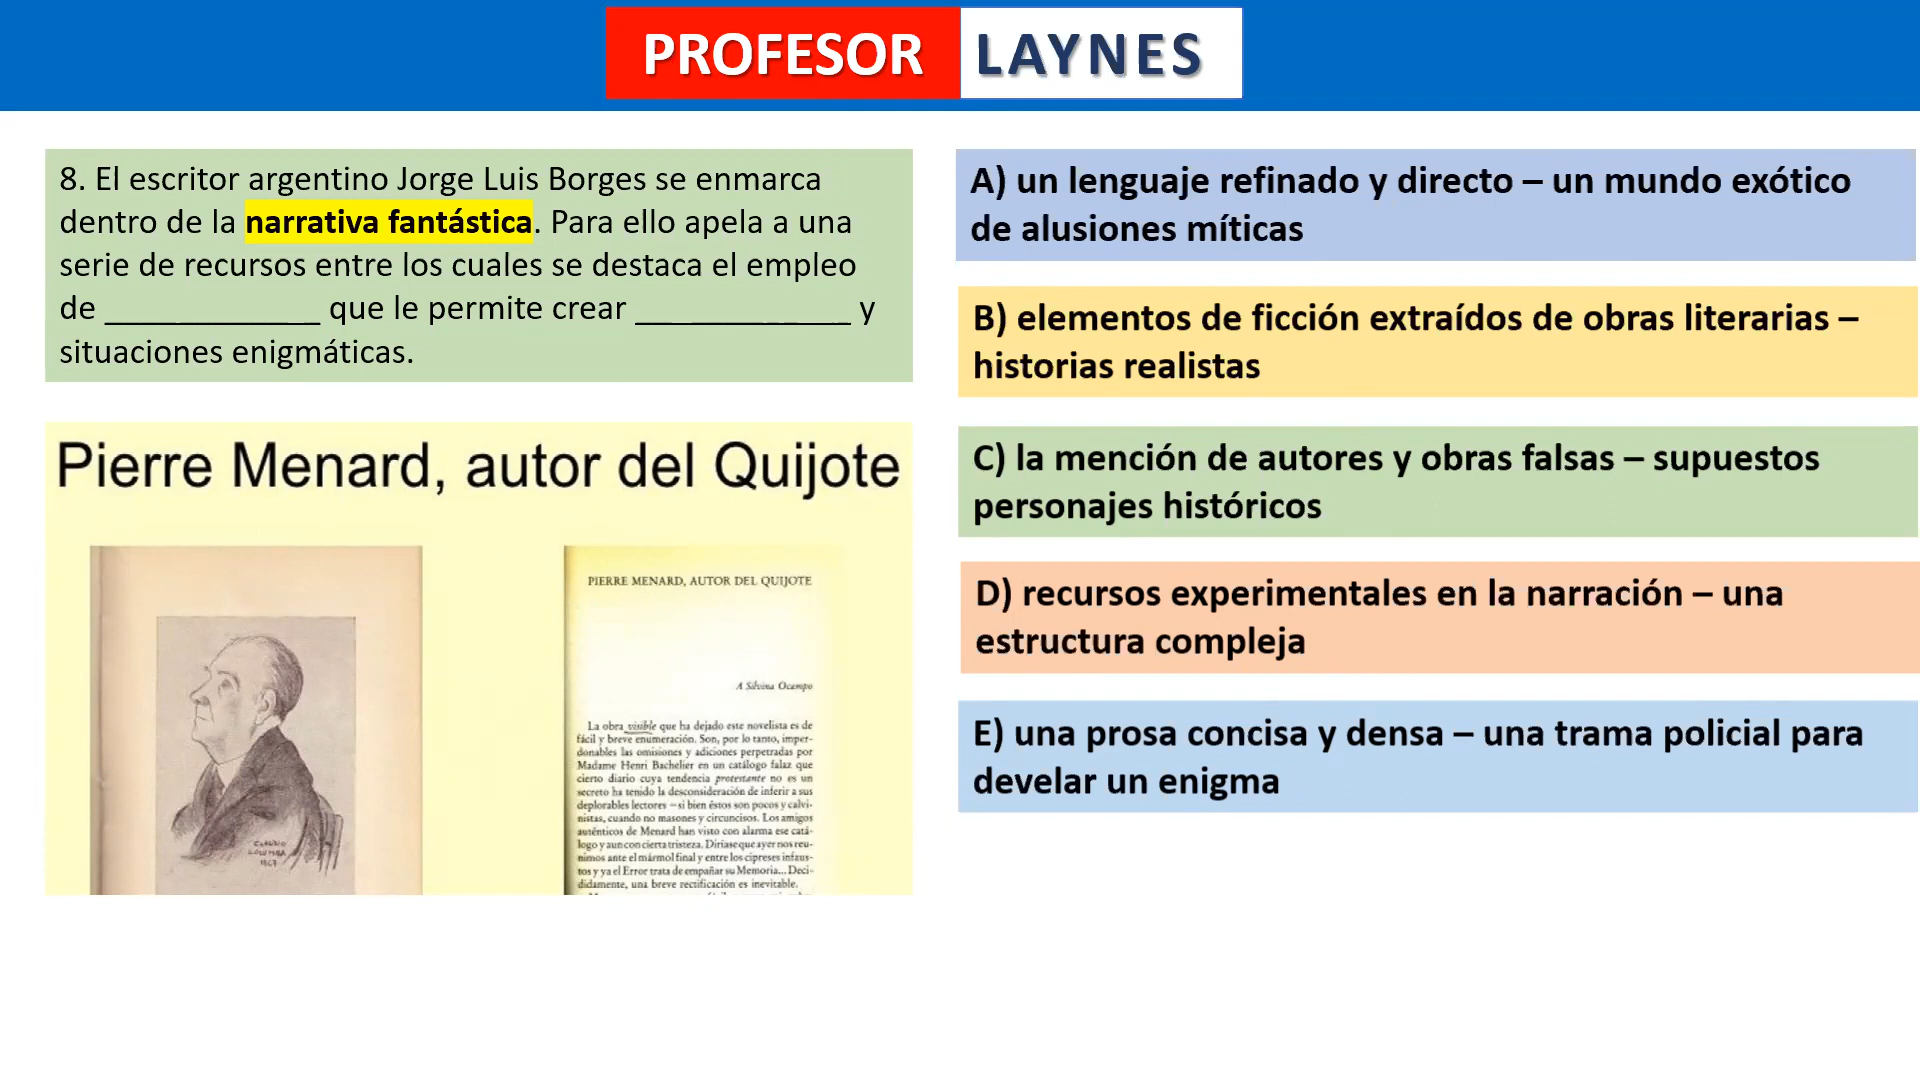 PROFESOR LAYNES
8. El escritor argentino Jorge Luis Borges se enmarca
dentro de la narrativa fantástica. Para ello apela a una
serie de recursos entre los cuales se destaca el empleo
de ____________ que le permite crear ____________ y
situaciones enigmáticas.
Pierre Menard, autor del Quijote
CLAUDIO
COLOMBA
1967
PIERRE MENARD, AUTOR DEL QUIJOTE
A Silvina Ocampo
La obra visible que ha dejado este novelista es de
fácil y breve enumeración. Son, por lo tanto, imper-
donables las omisiones y adiciones perpetradas por
Madame Henri Bachelier en un catálogo falaz que
cierto diario cuya tendencia protestante no es un
secreto ha tenido la desconsideración de inferir a sus
deplorables lectores —si bien éstos son pocos y calvi-
nistas, cuando no masones y circuncisos. Los amigos
auténticos de Menard han visto con alarma ese catá-
logo y aun con cierta tristeza. Diríase que ayer nos reu-
nimos ante el mármol final y entre los cipreses infaus-
tos y ya el Error trata de empañar su Memoria... Deci-
didamente, una breve rectificación es inevitable.
A) un lenguaje refinado y directo – un mundo exótico
de alusiones míticas
B) elementos de ficción extraídos de obras literarias –
historias realistas
C) la mención de autores y obras falsas – supuestos
personajes históricos
D) recursos experimentales en la narración – una
estructura compleja
E) una prosa concisa y densa – una trama policial para
develar un enigma